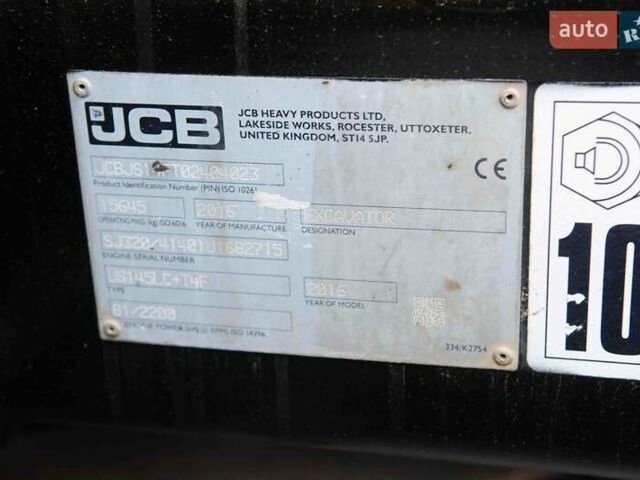 auto
R
JCB
JCB HEAVY PRODUCTS LTD,
LAKESIDE WORKS, ROCESTER, UTTOXETER,
UNITED KINGDOM, ST14 5JP.
CE
Product Identification Number (PIN) ISO 10261
15645
2016
EXCAVATOR
OPERATING MASS (kg) ISO 6016
YEAR OF MANUFACTURE
DESIGNATION
SJ320/41401U1682715
ENGINE SERIAL NUMBER
JS145LC+T4F
2016
TYPE
YEAR OF MODEL
81/2200
ENGINE POWER (kW @ RPM) ISO 14396
334/K2754
10